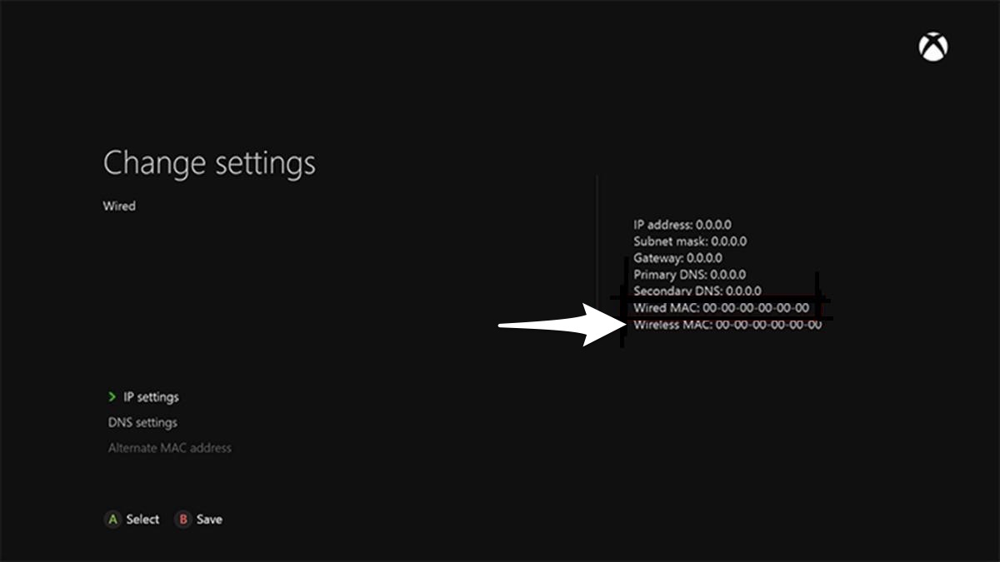 Change settings
Wired
IP address: 0.0.0.0
Subnet mask: 0.0.0.0
Gateway: 0.0.0.0
Primary DNS: 0.0.0.0
Secondary DNS: 0.0.0.0
Wired MAC: 00-00-00-00-00-00
Wireless MAC: 00-00-00-00-00-00
IP settings
DNS settings
Alternate MAC address
A Select B Save